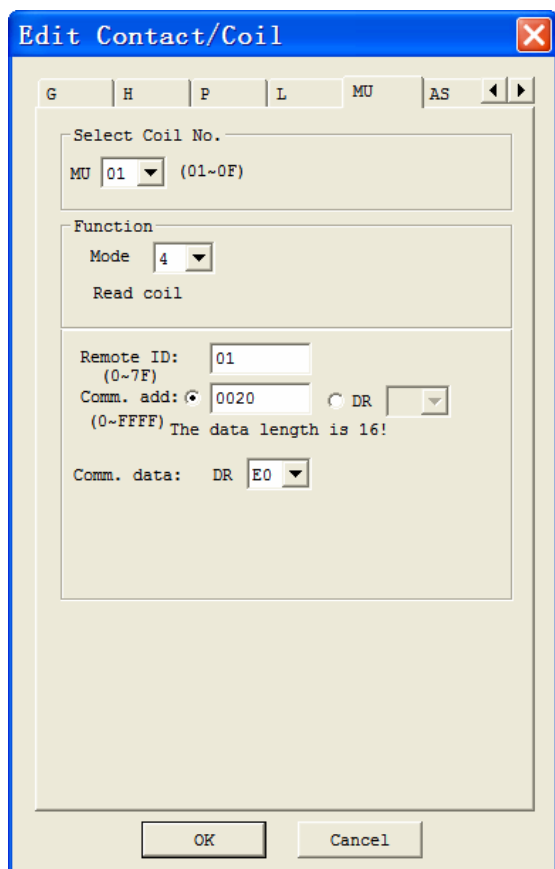 Edit Contact/Coil
G H P L MU AS
Select Coil No.
MU 01 (01~0F)
Function
Mode 4
Read coil
Remote ID: 01
(0~7F)
Comm. add: 0020 DR
(0~FFFF) The data length is 16!
Comm. data: DR E0
OK Cancel